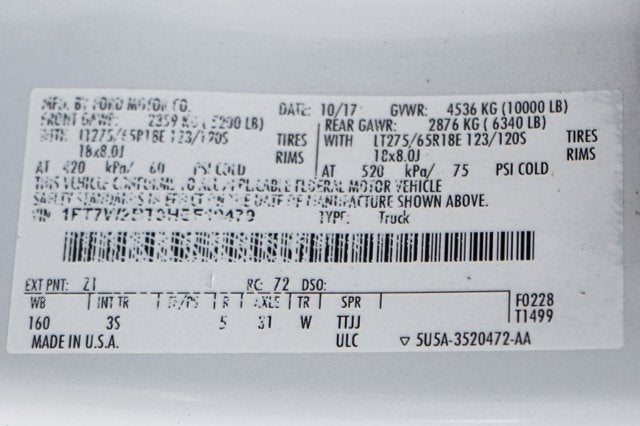 MFD. BY FORD MOTOR CO. DATE: 10/17 GVWR: 4536 KG (10000 LB)
FRONT GAWR: 2359 KG (5200 LB) REAR GAWR: 2876 KG (6340 LB)
WITH LT275/65R18E 123/120S TIRES WITH LT275/65R18E 123/120S TIRES
18x8.0J RIMS 18x8.0J RIMS
AT 420 kPa/ 60 PSI COLD AT 520 kPa/ 75 PSI COLD
THIS VEHICLE CONFORMS TO ALL APPLICABLE FEDERAL MOTOR VEHICLE
SAFETY STANDARDS IN EFFECT ON THE DATE OF MANUFACTURE SHOWN ABOVE.
VIN TYPE: Truck
EXT PNT: Z1 RC: 72 DSO:
WB INT TR TP/PS R AXLE TR SPR F0228
160 3S 5 31 W TTJJ T1499
MADE IN U.S.A. ULC ▽ 5U5A-3520472-AA